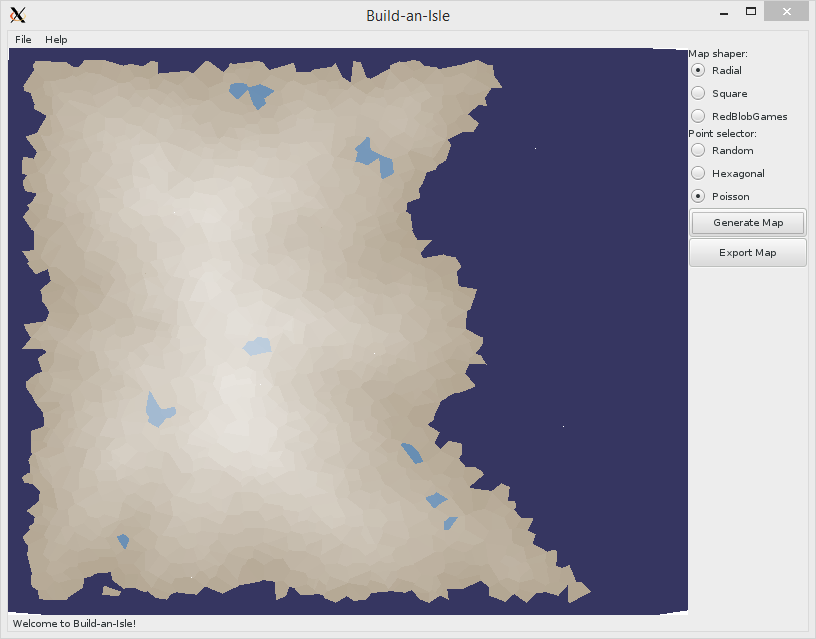 Build-an-Isle
File Help
Map shaper:
Radial
Square
RedBlobGames
Point selector:
Random
Hexagonal
Poisson
Generate Map
Export Map
Welcome to Build-an-Isle!